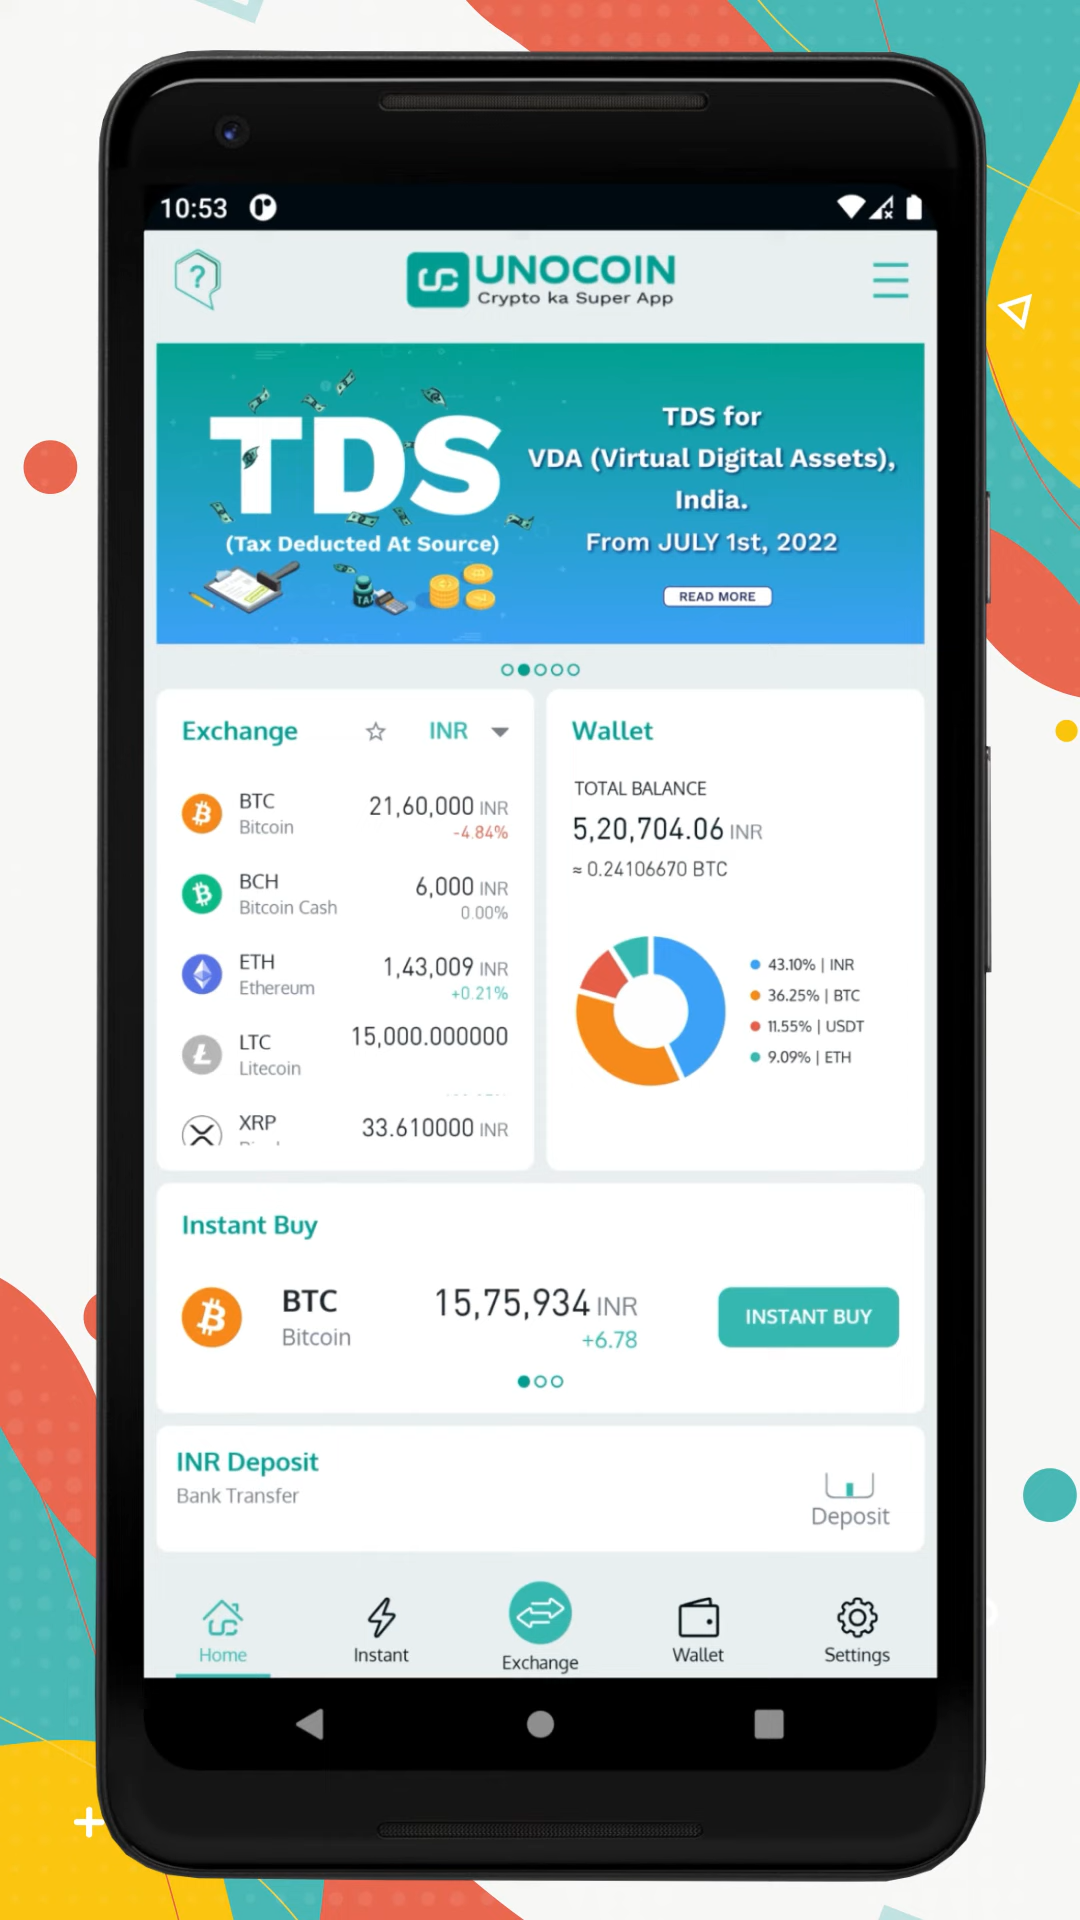 10:53
?
UNOCOIN
Crypto ka Super App
TDS
(Tax Deducted At Source)
TAX
TDS for
VDA (Virtual Digital Assets),
India.
From JULY 1st, 2022
READ MORE
Exchange INR
BTC 21,60,000 INR
Bitcoin -4.84%
BCH 6,000 INR
Bitcoin Cash 0.00%
ETH 1,43,009 INR
Ethereum +0.21%
LTC 15,000.000000
Litecoin
XRP 33.610000 INR
Wallet
TOTAL BALANCE
5,20,704.06 INR
≈ 0.24106670 BTC
43.10% | INR
36.25% | BTC
11.55% | USDT
9.09% | ETH
Instant Buy
BTC 15,75,934 INR
Bitcoin +6.78
INSTANT BUY
INR Deposit
Bank Transfer
Deposit
Home
Instant
Exchange
Wallet
Settings